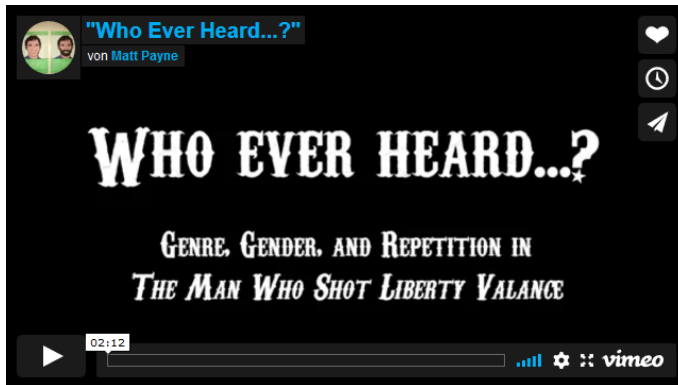 "Who Ever Heard...?"
von Matt Payne
WHO EVER HEARD...?
GENRE, GENDER, AND REPETITION IN
THE MAN WHO SHOT LIBERTY VALANCE
02:12
vimeo